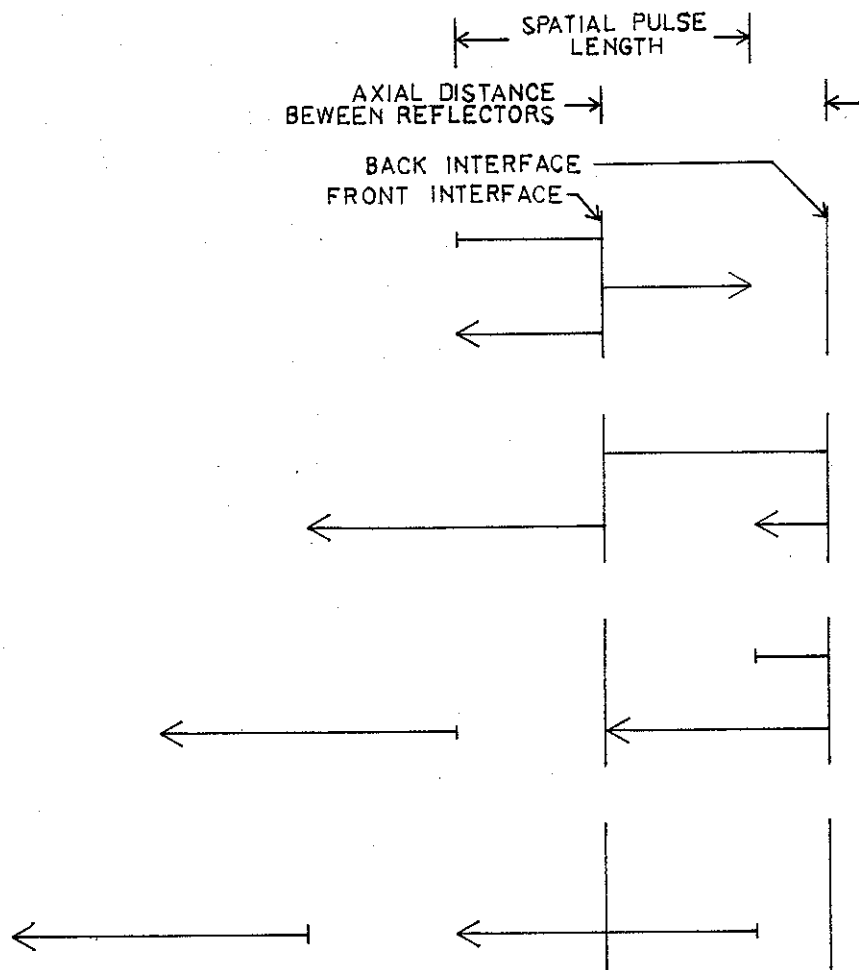 SPATIAL PULSE
LENGTH
AXIAL DISTANCE
BEWEEN REFLECTORS
BACK INTERFACE
FRONT INTERFACE